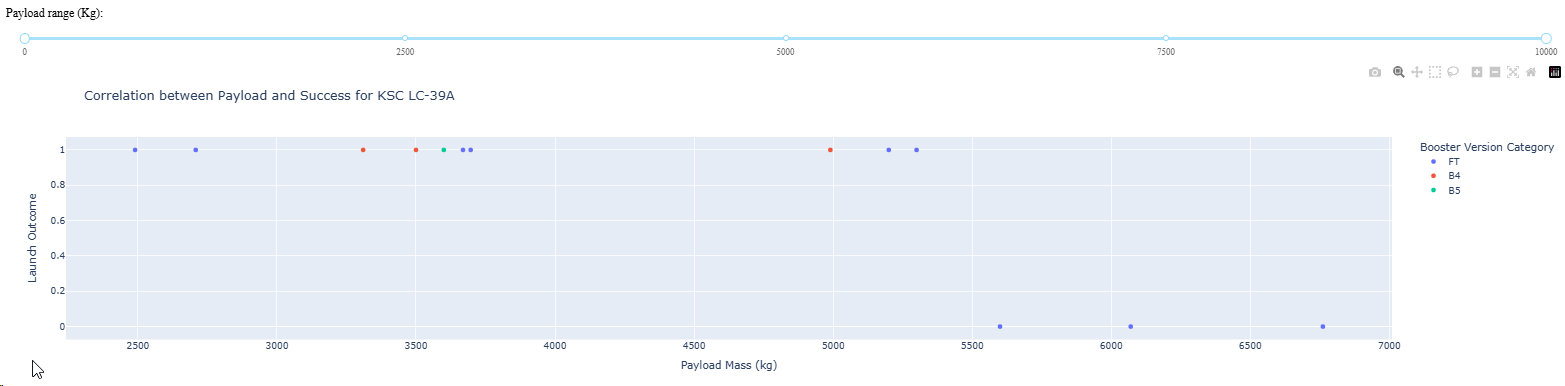 Payload range (Kg):
0 2500 5000 7500 10000
Correlation between Payload and Success for KSC LC-39A
Booster Version Category
FT
B4
B5
Launch Outcome
1
0.8
0.6
0.4
0.2
0
2500 3000 3500 4000 4500 5000 5500 6000 6500 7000
Payload Mass (kg)